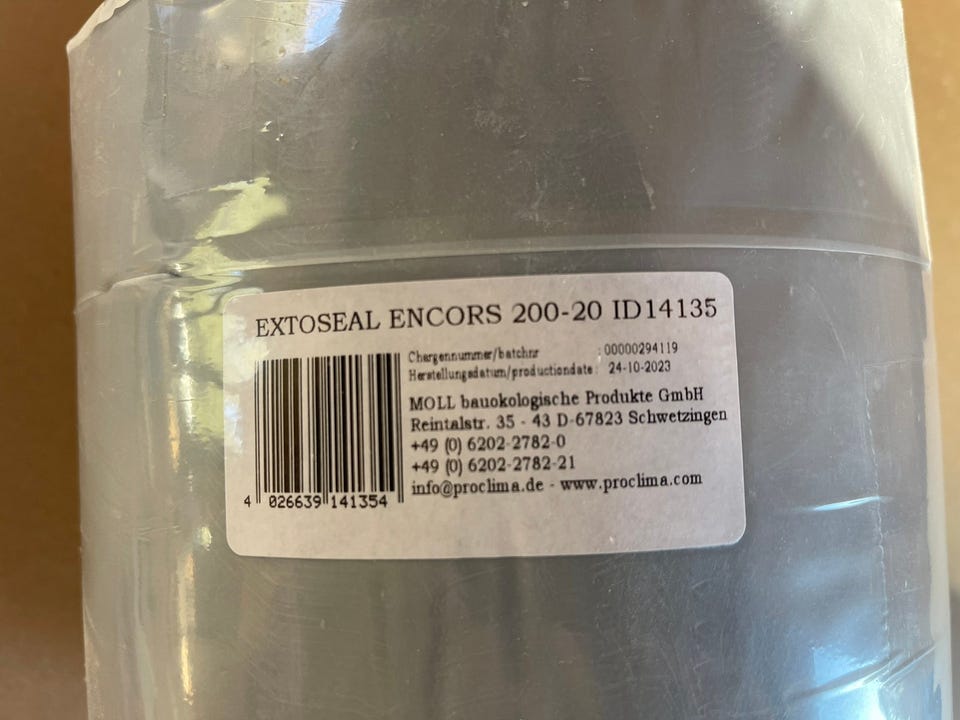 EXTOSEAL ENCORS 200-20 ID14135
Chargennummer/batchnr : 00000294119
Herstellungsdatum/productiondate : 24-10-2023
MOLL bauokologische Produkte GmbH
Reintalstr. 35 - 43 D-67823 Schwetzingen
+49 (0) 6202-2782-0
+49 (0) 6202-2782-21
info@proclima.de - www.proclima.com
4 026639 141354